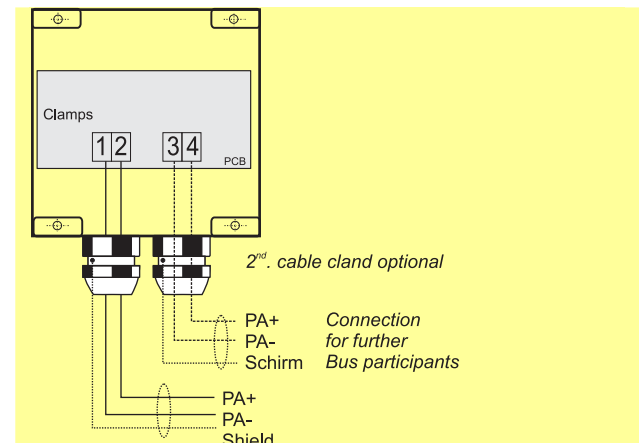 Clamps
1 2 3 4
PCB
2nd. cable cland optional
PA+ Connection
PA- for further
Schirm Bus participants
PA+
PA-
Shield